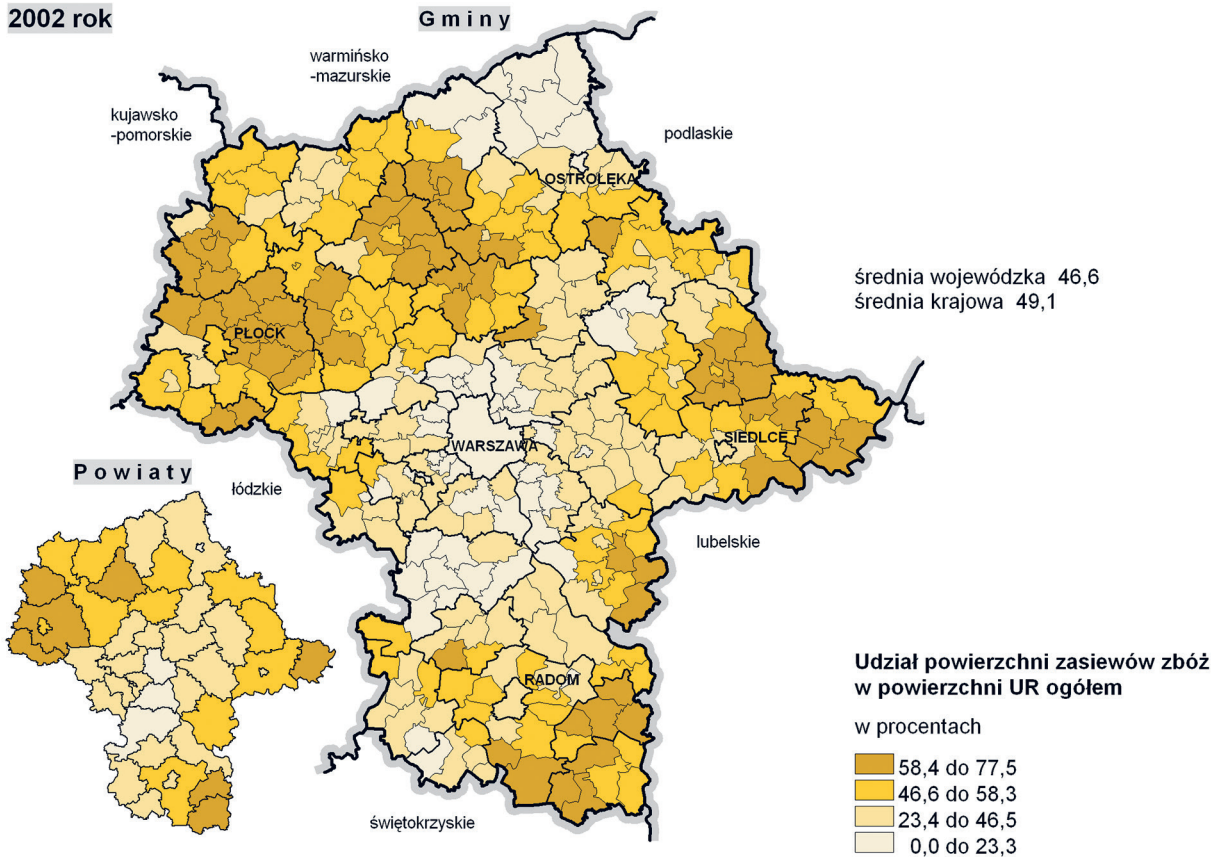 2002 rok
Gminy
warmińsko
-mazurskie
kujawsko
-pomorskie
podlaskie
OSTROŁĘKA
średnia wojewódzka 46,6
średnia krajowa 49,1
PŁOCK
WARSZAWA
SIEDLCE
Powiaty
łódzkie
lubelskie
RADOM
świętokrzyskie
Udział powierzchni zasiewów zbóż
w powierzchni UR ogółem
w procentach
58,4 do 77,5
46,6 do 58,3
23,4 do 46,5
0,0 do 23,3